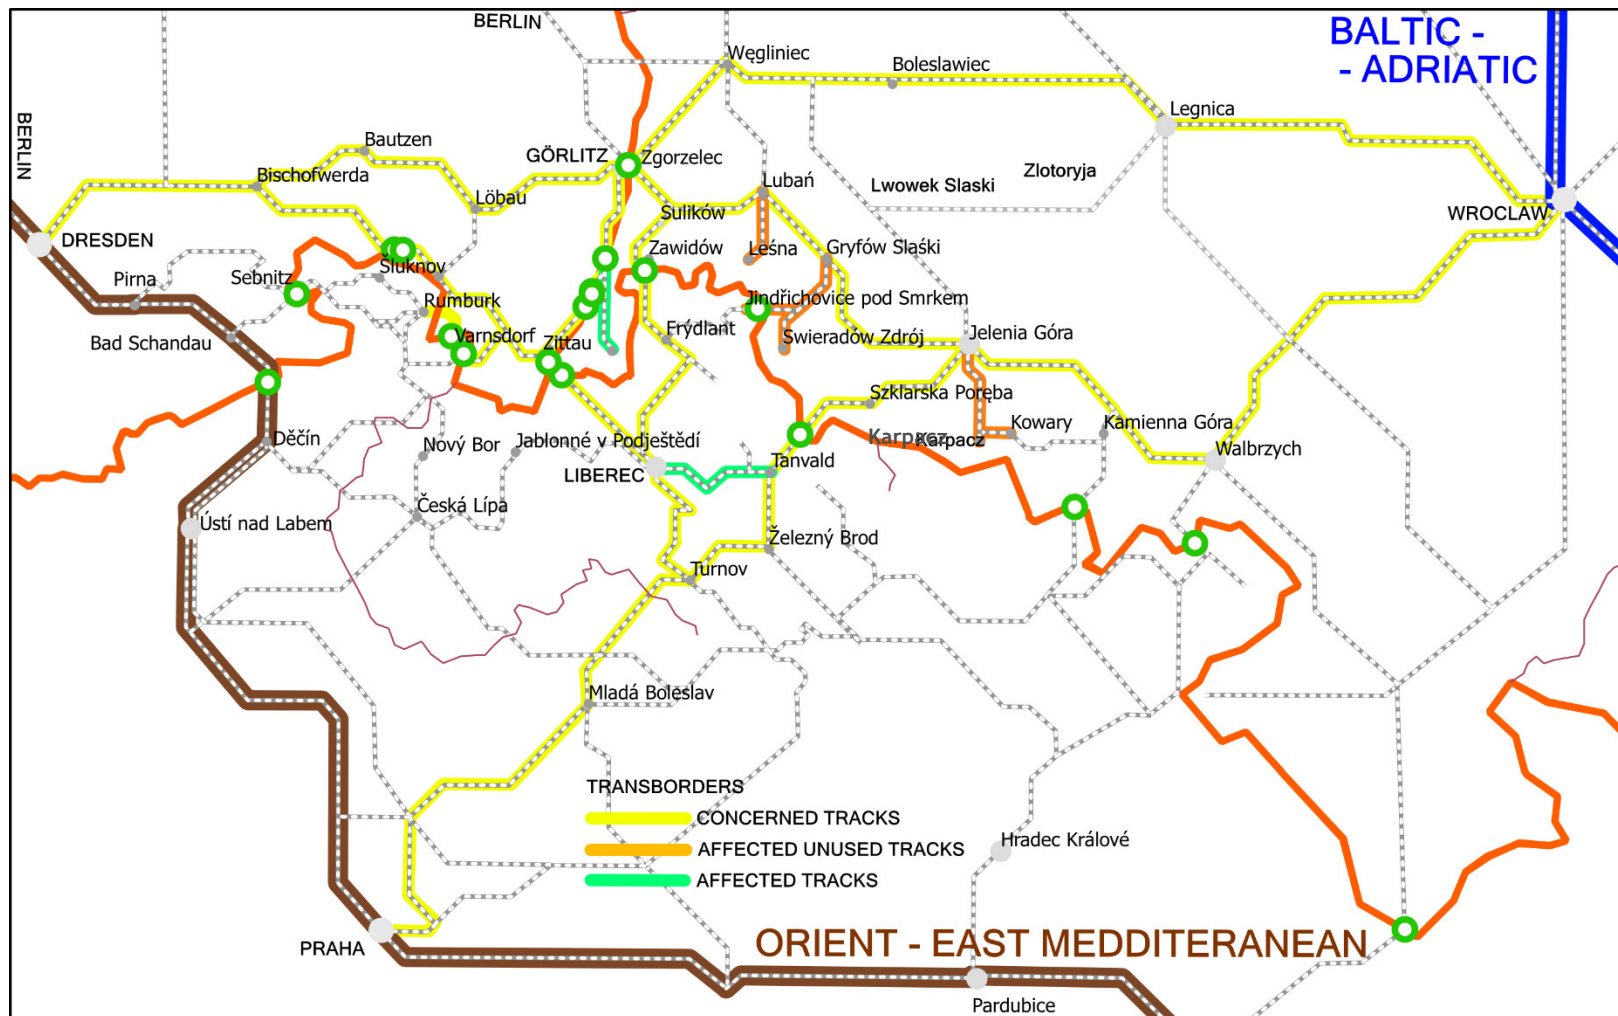 BERLIN
BALTIC -
- ADRIATIC
Węgliniec
Boleslawiec
Legnica
BERLIN
Bautzen
GÖRLITZ
Zgorzelec
Bischofwerda
Lubań
Lwowek Slaski
Zlotoryja
Löbau
Sulików
WROCLAW
DRESDEN
Zawidów
Leśna
Gryfów Slaśki
Pirna
Sebnitz
Šluknov
Rumburk
Jindřichovice pod Smrkem
Bad Schandau
Varnsdorf
Zittau
Frýdlant
Swieradów Zdrój
Jelenia Góra
Szklarska Poręba
Děčín
Nový Bor
Jablonné v Podještědí
Karpacz
Karpacz
Kowary
Kamienna Góra
LIBEREC
Tanvald
Walbrzych
Česká Lípa
Ústí nad Labem
Železný Brod
Turnov
Mladá Boleslav
TRANSBORDERS
CONCERNED TRACKS
AFFECTED UNUSED TRACKS
AFFECTED TRACKS
Hradec Králové
PRAHA
ORIENT - EAST MEDDITERANEAN
Pardubice